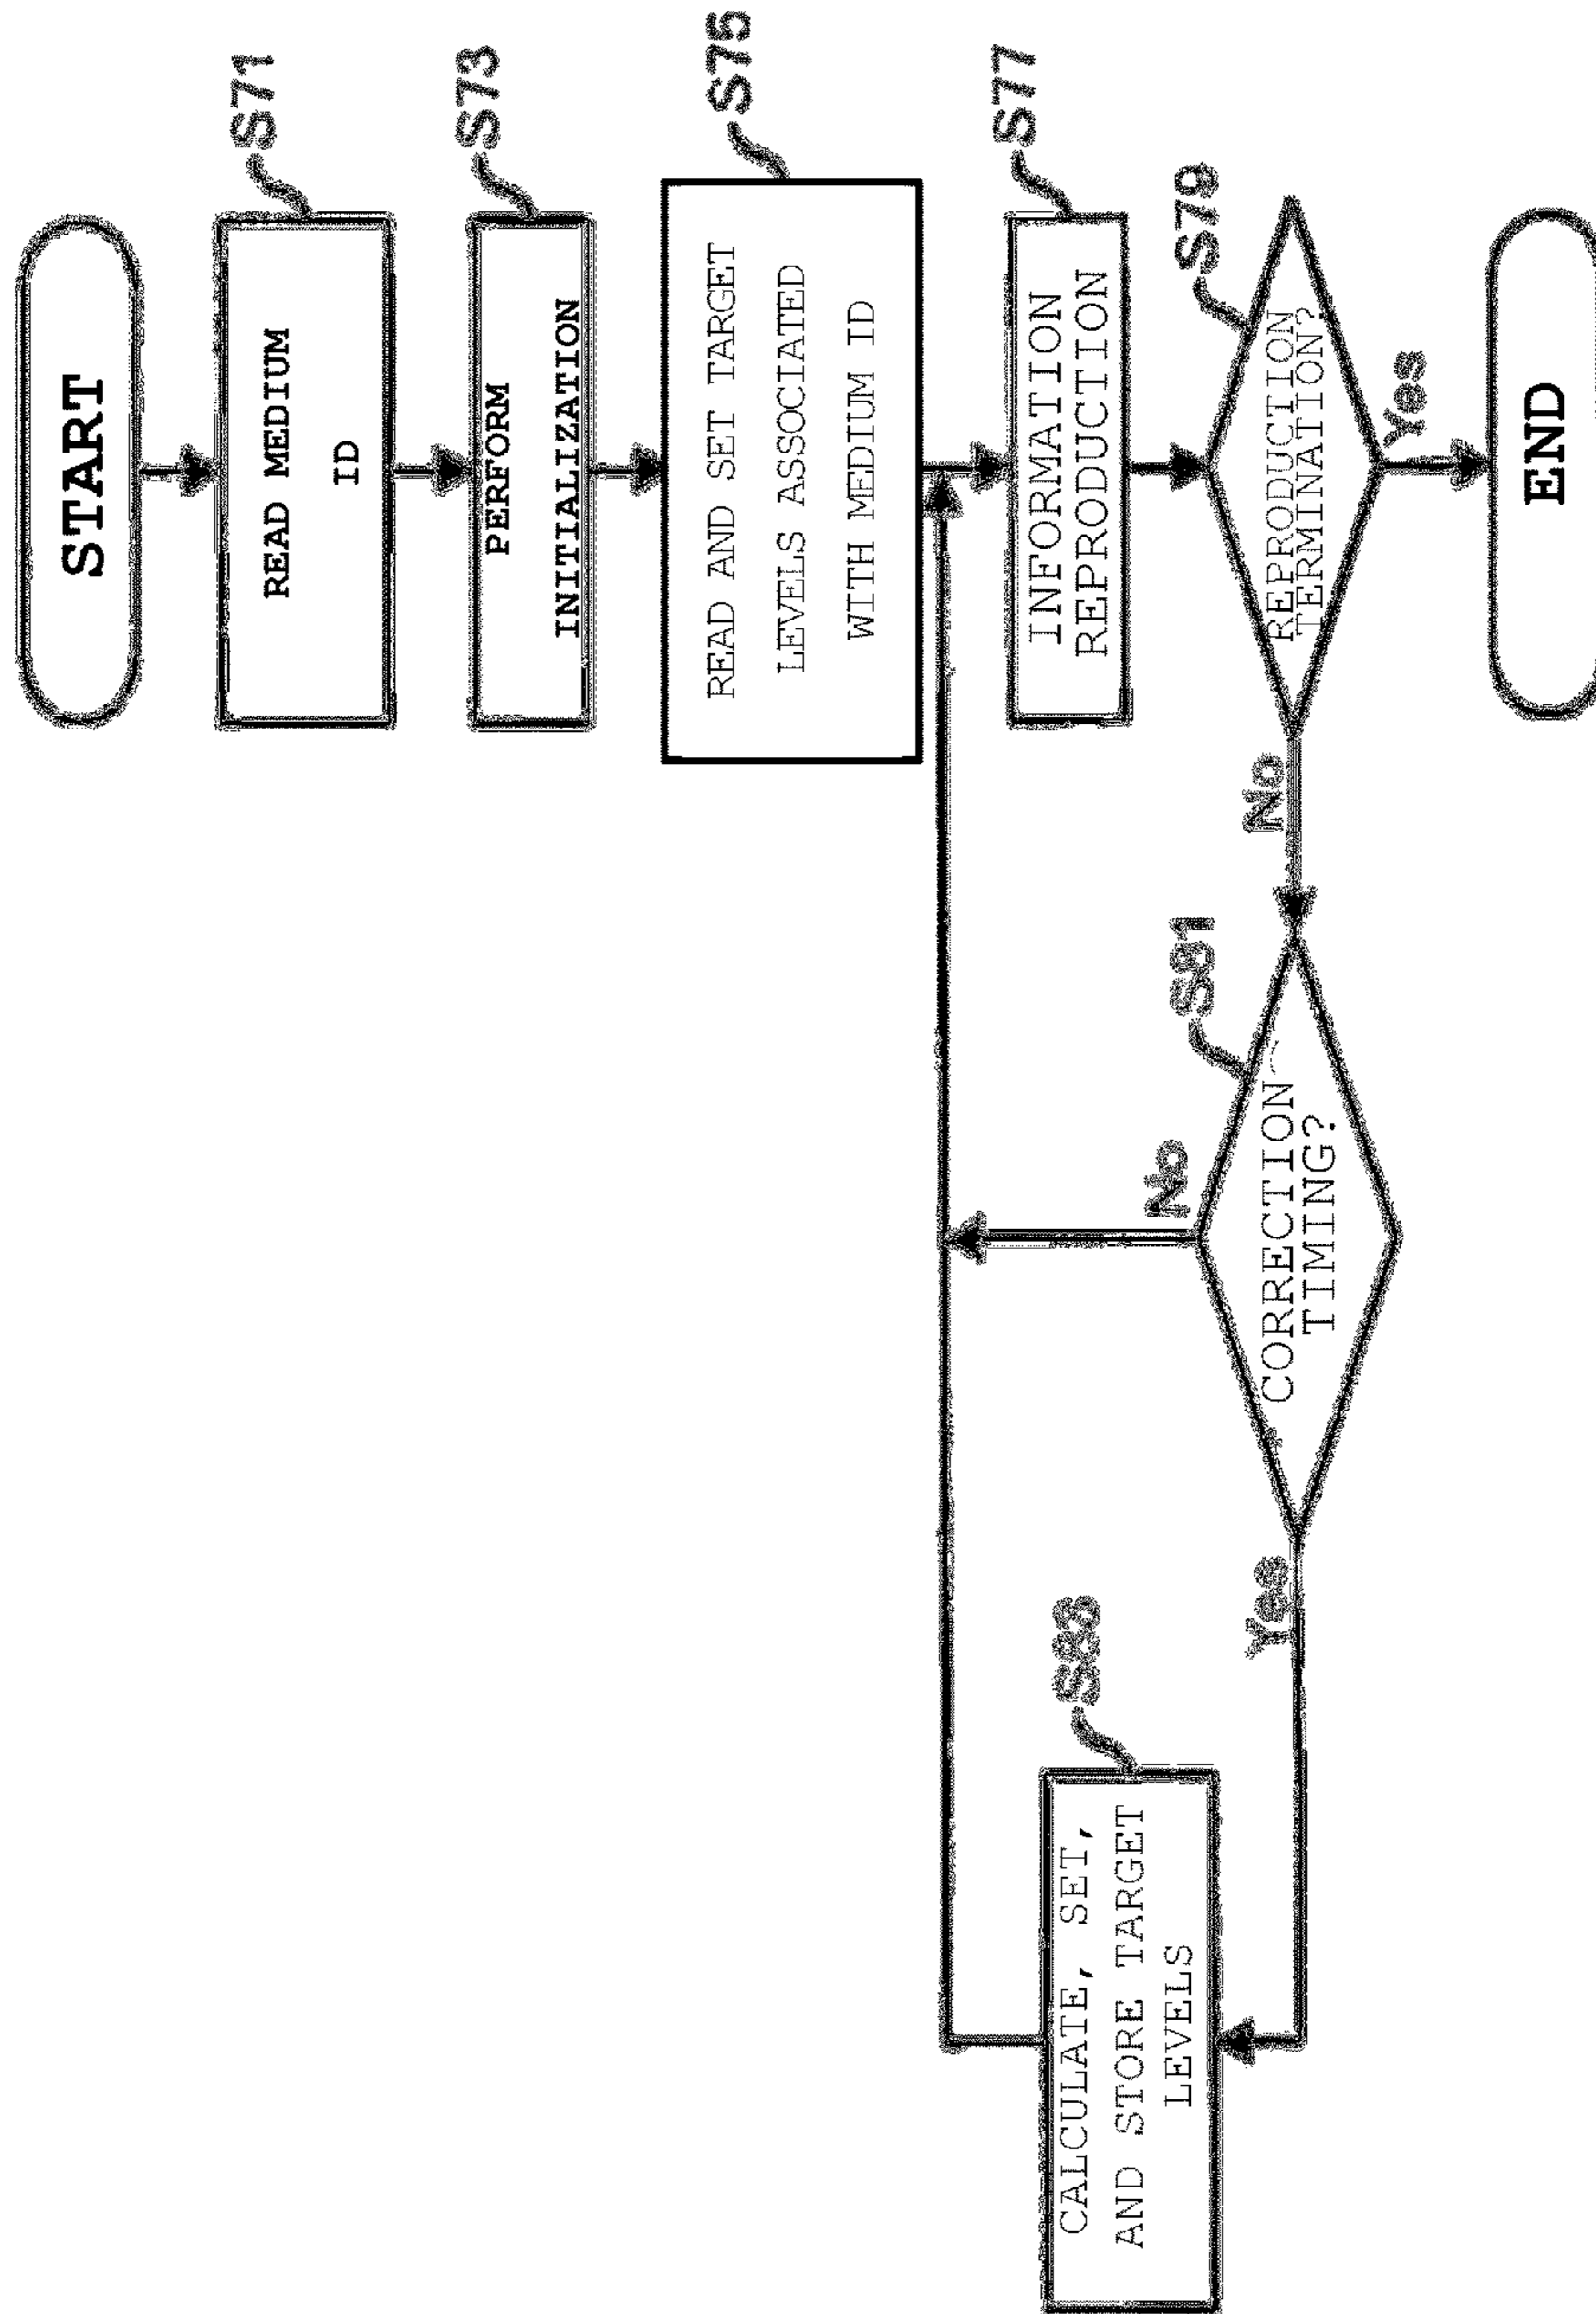 START
S71
READ MEDIUM
ID
S73
PERFORM
INITIALIZATION
S75
READ AND SET TARGET
LEVELS ASSOCIATED
WITH MEDIUM ID
S77
INFORMATION
REPRODUCTION
S79
REPRODUCTION
TERMINATION?
Yes
END
No
S81
CORRECTION
TIMING?
No
Yes
S83
CALCULATE, SET,
AND STORE TARGET
LEVELS